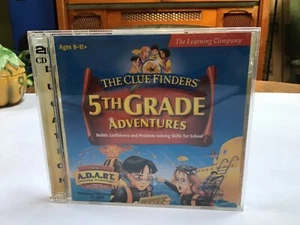 Ages 9-11+
The Learning Company
2
CD
THE CLUE FINDERS
5TH GRADE
ADVENTURES
Builds Confidence and Problem-Solving Skills for School
A.D.A.P.T.